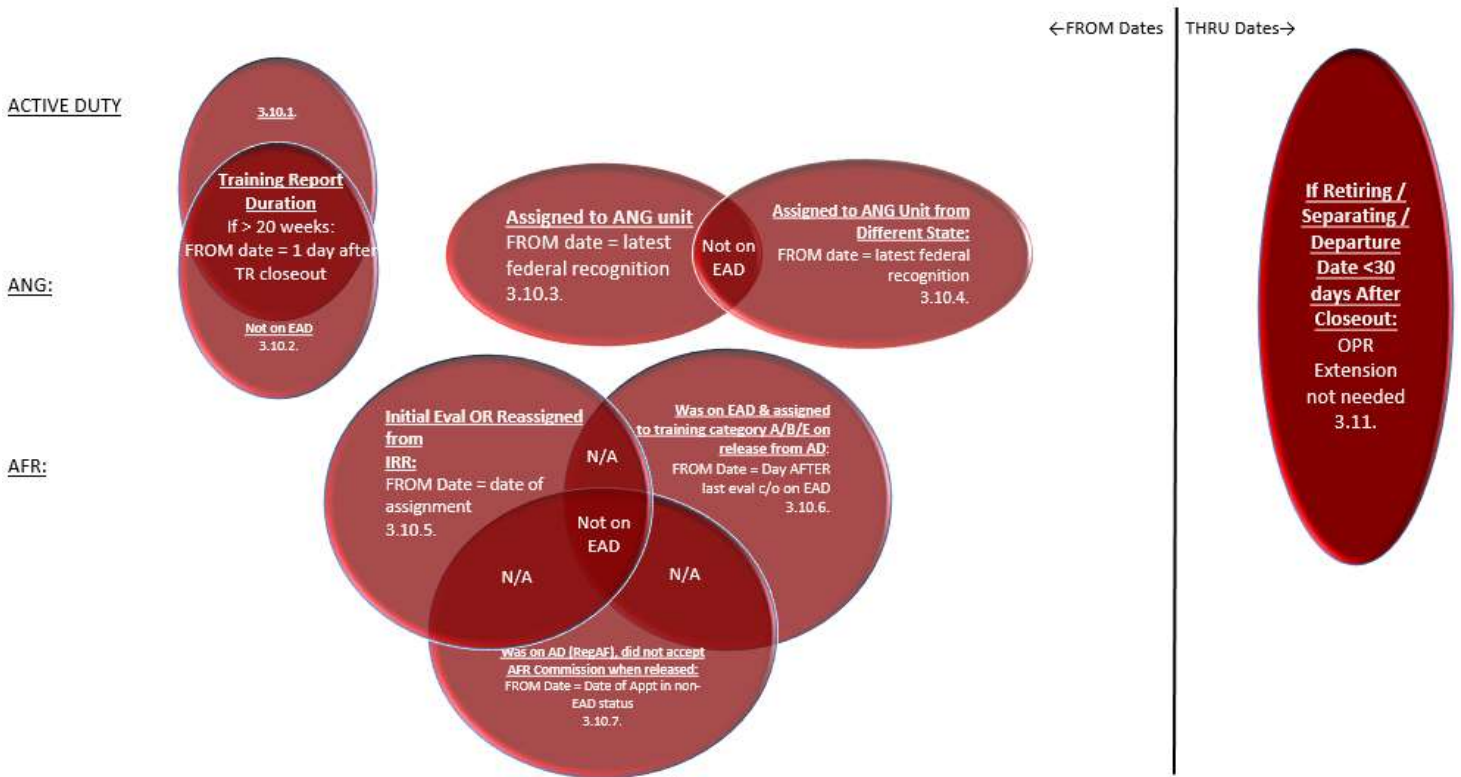 ←FROM Dates
THRU Dates→
ACTIVE DUTY
3.10.1.
Training Report
Duration
If > 20 weeks:
FROM date = 1 day after
TR closeout
ANG:
Not on EAD
3.10.2.
Assigned to ANG unit
FROM date = latest
federal recognition
3.10.3.
Not on
EAD
Assigned to ANG Unit from
Different State:
FROM date = latest federal
recognition
3.10.4.
If Retiring /
Separating /
Departure
Date <30
days After
Closeout:
OPR
Extension
not needed
3.11.
AFR:
Initial Eval OR Reassigned
from
IRR:
FROM Date = date of
assignment
3.10.5.
N/A
Was on EAD & assigned
to training category A/B/E on
release from AD:
FROM Date = Day AFTER
last eval c/o on EAD
3.10.6.
Not on
EAD
N/A
N/A
Was on AD (RegAF), did not accept
AFR Commission when released:
FROM Date = Date of Appt in non-
EAD status
3.10.7.